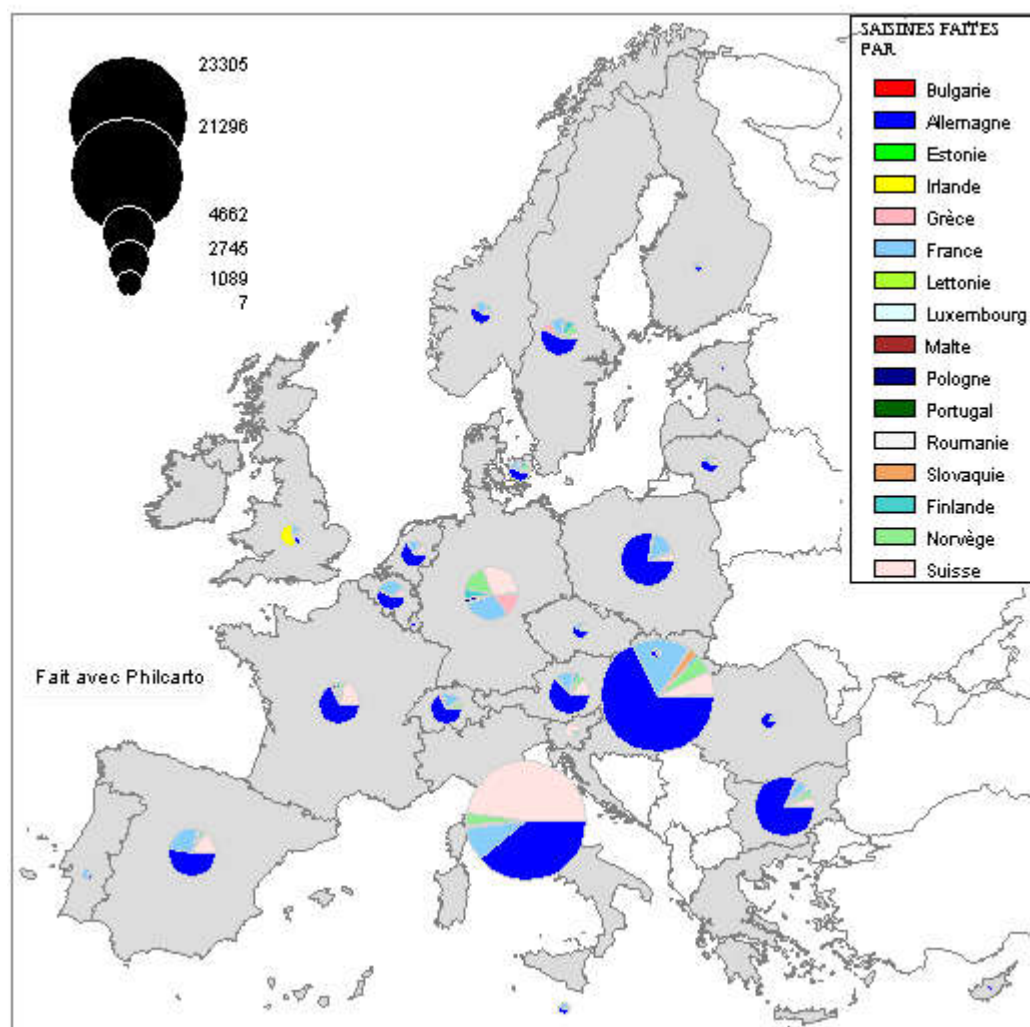 23305
21296
4662
2745
1089
7
SAISINES FAITES
PAR
Bulgarie
Allemagne
Estonie
Irlande
Grèce
France
Lettonie
Luxembourg
Malte
Pologne
Portugal
Roumanie
Slovaquie
Finlande
Norvège
Suisse
Fait avec Philcarto